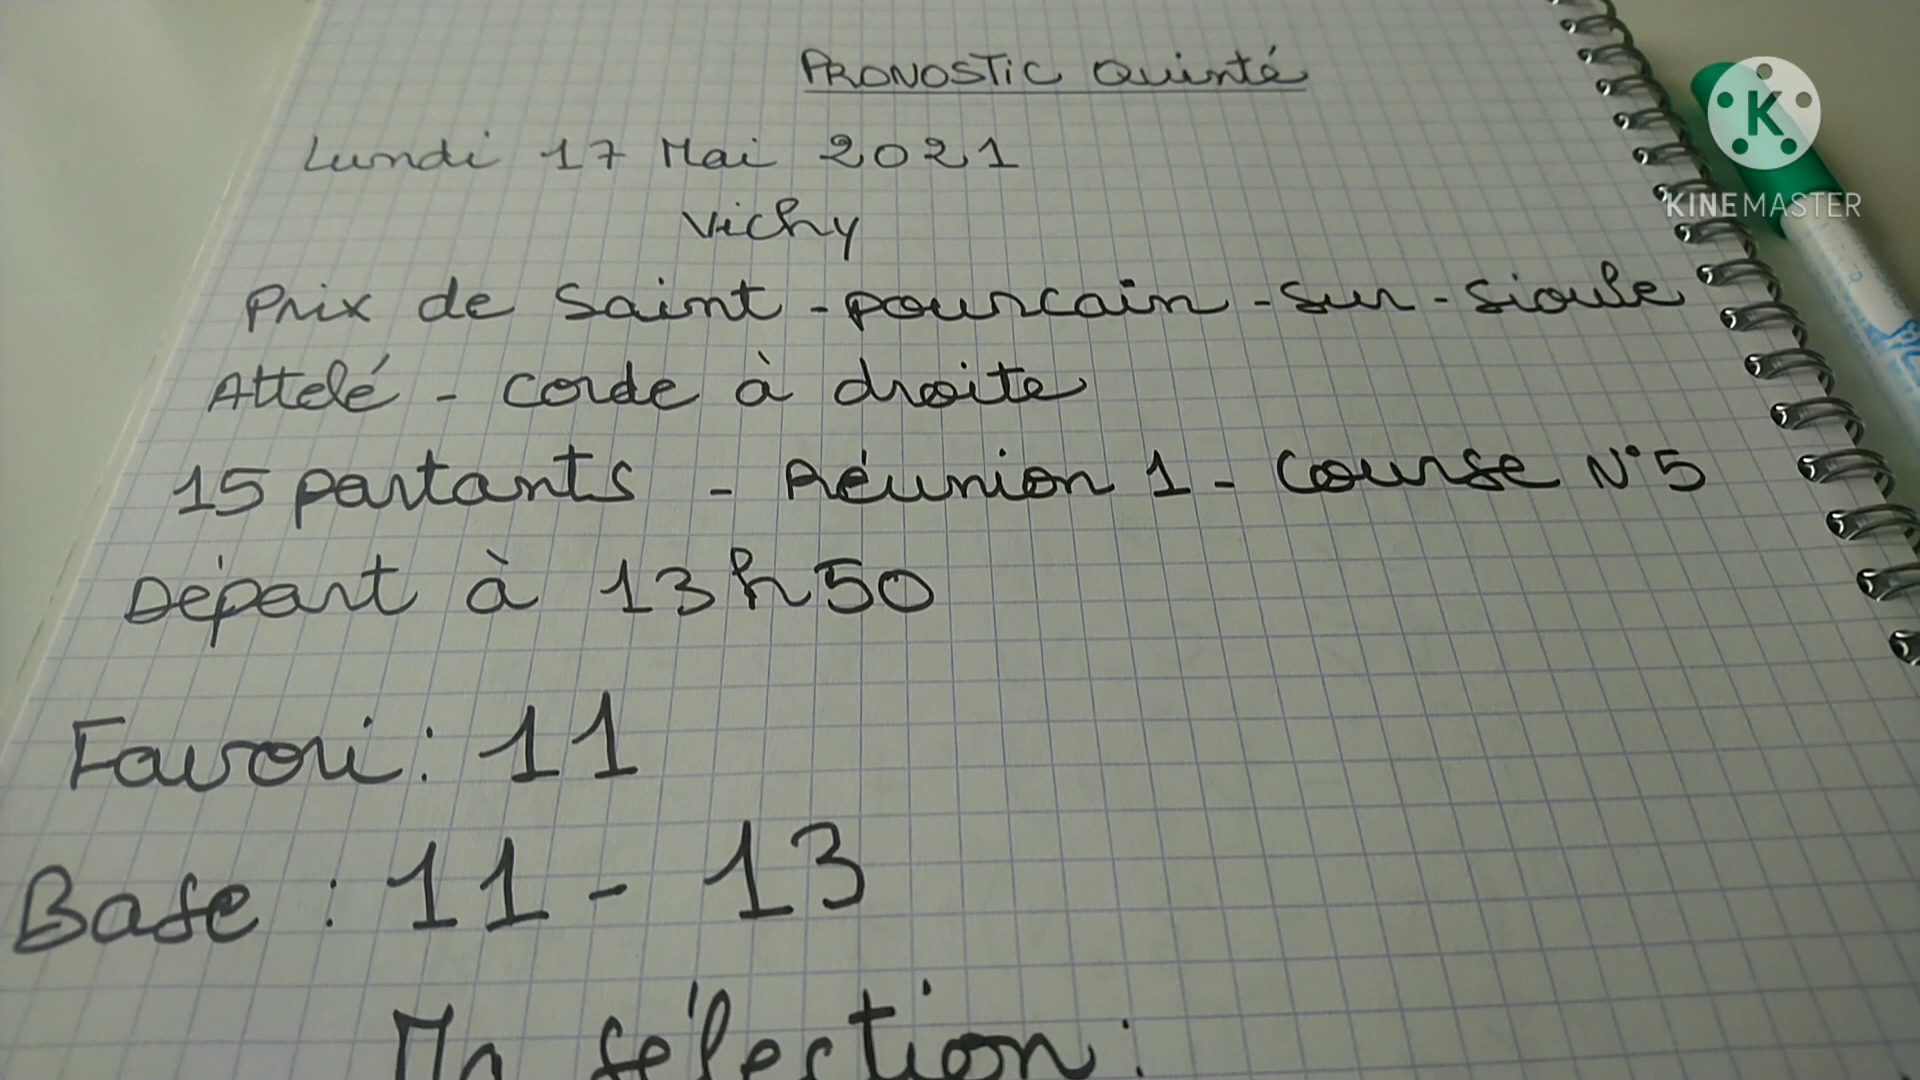 PRONOSTIC Quinté
Lundi 17 Mai 2021
Vichy
Prix de Saint-pourcain-sur-sioule
Attelé - corde à droite
15 partants - Réunion 1 - Course N°5
Départ à 13h50
Favori : 11
Base : 11 - 13
Ma sélection :
K
KINEMASTER